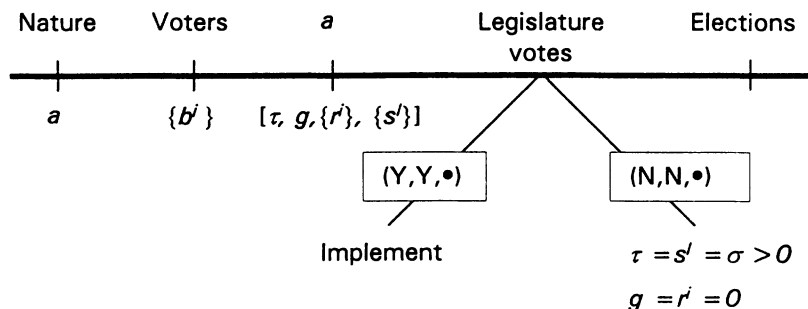 Nature Voters a Legislature votes Elections
a {b^j} [τ, g, {r^i}, {s^l}]
(Y,Y,•) (N,N,•)
Implement τ = s^l = σ > 0
g = r^i = 0